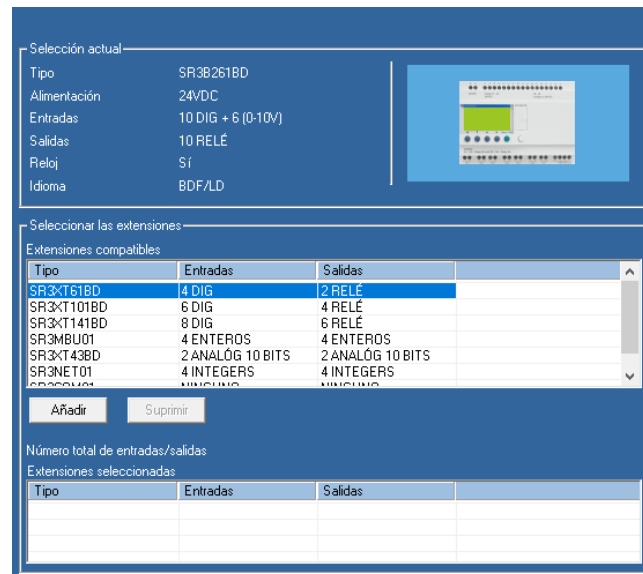 Selección actual
Tipo SR3B261BD
Alimentación 24VDC
Entradas 10 DIG + 6 (0-10V)
Salidas 10 RELÉ
Reloj Sí
Idioma BDF/LD
Seleccionar las extensiones
Extensiones compatibles
Tipo Entradas Salidas
SR3XT61BD 4 DIG 2 RELÉ
SR3XT101BD 6 DIG 4 RELÉ
SR3XT141BD 8 DIG 6 RELÉ
SR3MBU01 4 ENTEROS 4 ENTEROS
SR3XT43BD 2 ANALÓG 10 BITS 2 ANALÓG 10 BITS
SR3NET01 4 INTEGERS 4 INTEGERS
Añadir Suprimir
Número total de entradas/salidas
Extensiones seleccionadas
Tipo Entradas Salidas